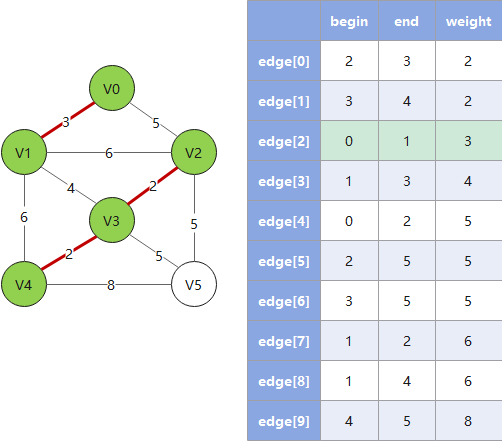 V0
3
5
V1
6
V2
4
2
6
V3
5
2
5
V4
8
V5
begin end weight
edge[0] 2 3 2
edge[1] 3 4 2
edge[2] 0 1 3
edge[3] 1 3 4
edge[4] 0 2 5
edge[5] 2 5 5
edge[6] 3 5 5
edge[7] 1 2 6
edge[8] 1 4 6
edge[9] 4 5 8